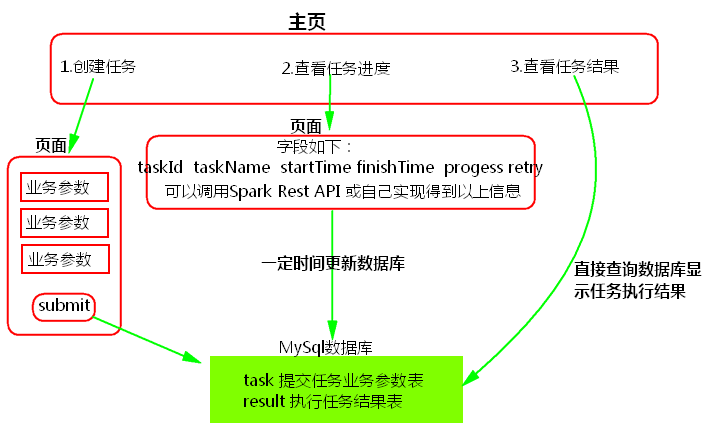 主页
1.创建任务
2.查看任务进度
3.查看任务结果
页面
业务参数
业务参数
业务参数
submit
页面
字段如下：
taskId taskName startTime finishTime progess retry
可以调用Spark Rest API 或自己实现得到以上信息
一定时间更新数据库
直接查询数据库显
示任务执行结果
MySql数据库
task 提交任务业务参数表
result 执行任务结果表